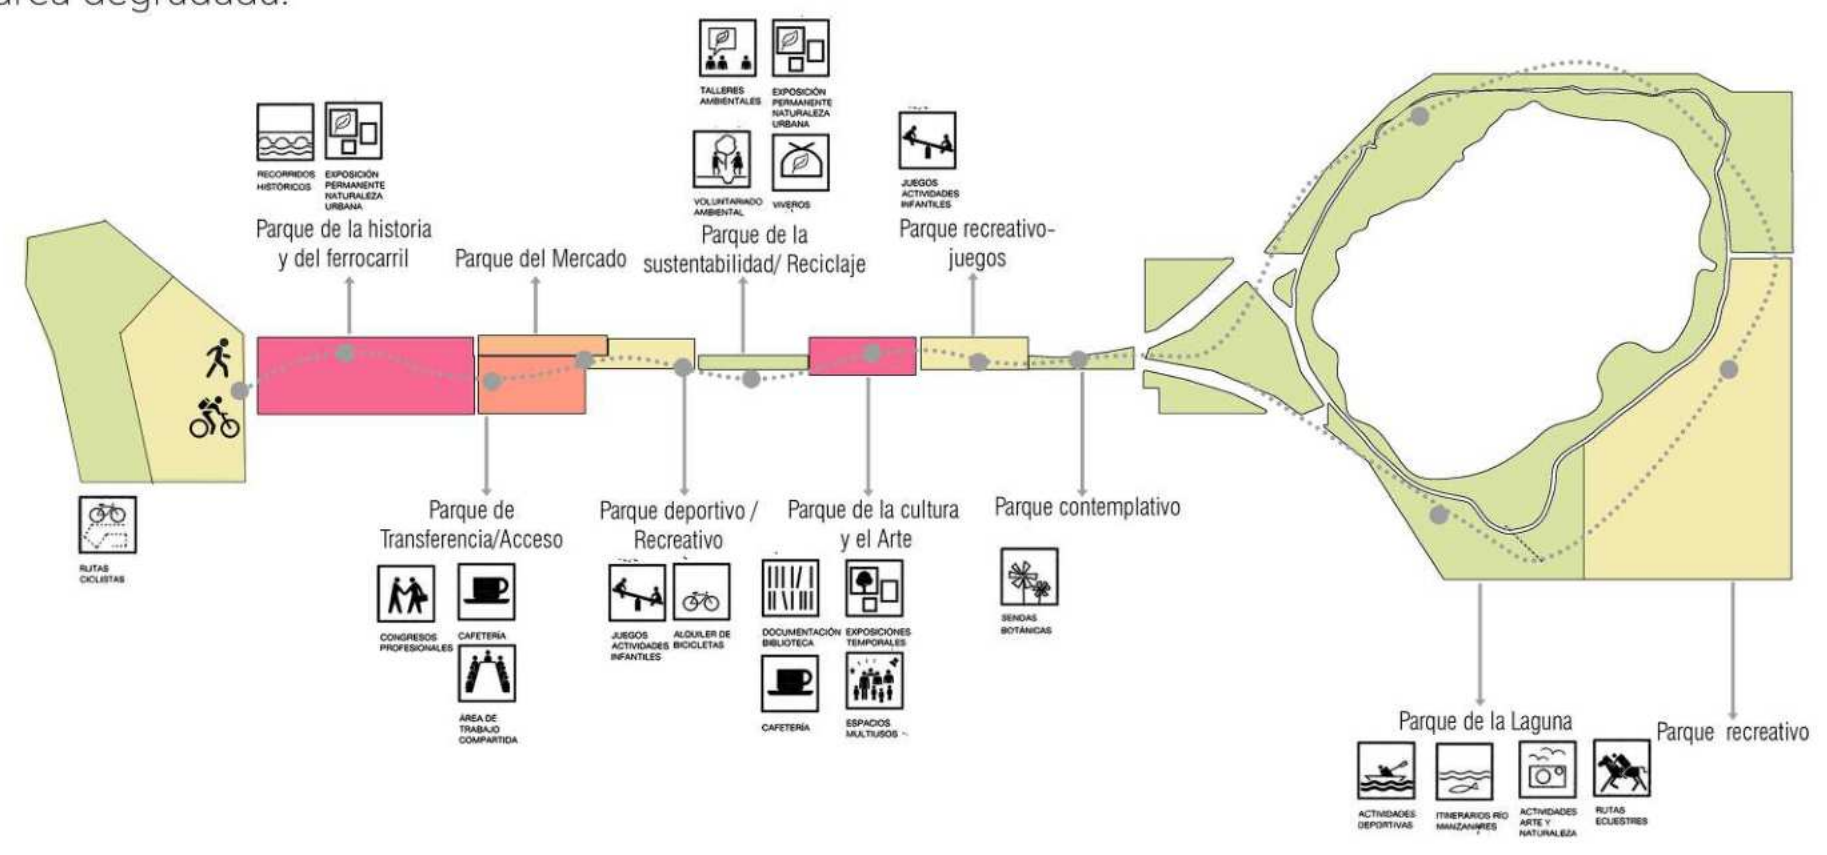 área degradada.
TALLERES
AMBIENTALES
EXPOSICIÓN
PERMANENTE
NATURALEZA
URBANA
RECORRIDOS
HISTÓRICOS
EXPOSICIÓN
PERMANENTE
NATURALEZA
URBANA
VOLUNTARIADO
AMBIENTAL
VIVEROS
JUEGOS
ACTIVIDADES
INFANTILES
Parque de la historia
y del ferrocarril
Parque del Mercado
Parque de la
sustentabilidad/ Reciclaje
Parque recreativo-
juegos
RUTAS
CICLISTAS
Parque de
Transferencia/Acceso
CONGRESOS
PROFESIONALES
CAFETERÍA
ÁREA DE
TRABAJO
COMPARTIDA
Parque deportivo /
Recreativo
JUEGOS
ACTIVIDADES
INFANTILES
ALQUILER DE
BICICLETAS
Parque de la cultura
y el Arte
DOCUMENTACIÓN
BIBLIOTECA
EXPOSICIONES
TEMPORALES
CAFETERÍA
ESPACIOS
MULTIUSOS
Parque contemplativo
SENDAS
BOTÁNICAS
Parque de la Laguna
ACTIVIDADES
DEPORTIVAS
ITINERARIOS RÍO
MANZANARES
ACTIVIDADES
ARTE Y
NATURALEZA
RUTAS
ECUESTRES
Parque recreativo